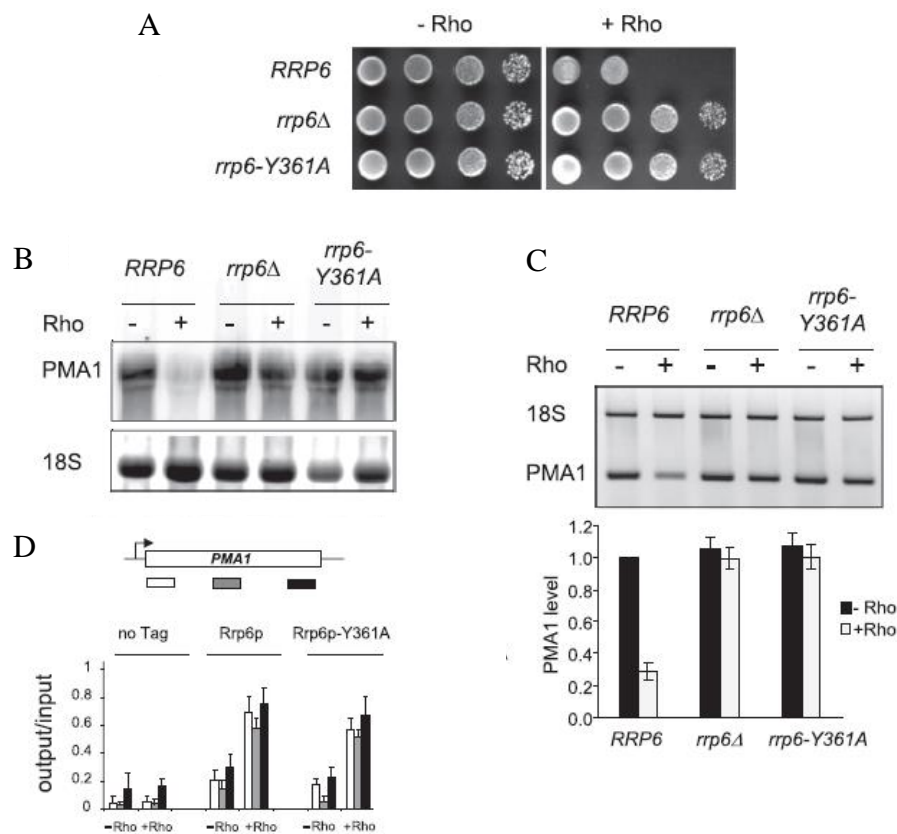 A
- Rho + Rho
RRP6
rrp6Δ
rrp6-Y361A
B
RRP6 rrp6Δ rrp6-Y361A
Rho - + - + - +
PMA1
18S
C
RRP6 rrp6Δ rrp6-Y361A
Rho - + - + - +
18S
PMA1
1.2
1.0
0.8
0.6
0.4
0.2
0.0
PMA1 level
- Rho
+Rho
RRP6 rrp6Δ rrp6-Y361A
D
PMA1
no Tag Rrp6p Rrp6p-Y361A
output/input
1
0.8
0.6
0.4
0.2
0
-Rho +Rho -Rho +Rho -Rho +Rho